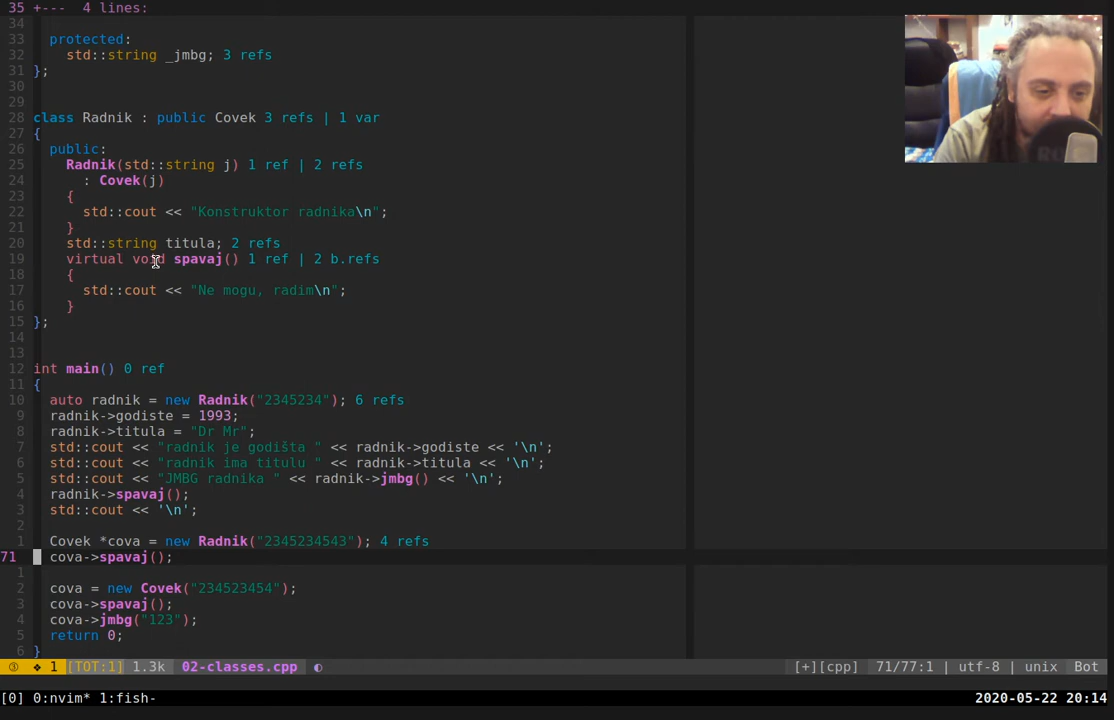 35 +--- 4 lines:
34
33 protected:
32 std::string _jmbg; 3 refs
31 };
30
29
28 class Radnik : public Covek 3 refs | 1 var
27 {
26 public:
25 Radnik(std::string j) 1 ref | 2 refs
24 : Covek(j)
23 {
22 std::cout << "Konstruktor radnika\n";
21 }
20 std::string titula; 2 refs
19 virtual void spavaj() 1 ref | 2 b.refs
18 {
17 std::cout << "Ne mogu, radim\n";
16 }
15 };
14
13
12 int main() 0 ref
11 {
10 auto radnik = new Radnik("2345234"); 6 refs
9 radnik->godiste = 1993;
8 radnik->titula = "Dr Mr";
7 std::cout << "radnik je godišta " << radnik->godiste << '\n';
6 std::cout << "radnik ima titulu " << radnik->titula << '\n';
5 std::cout << "JMBG radnika " << radnik->jmbg() << '\n';
4 radnik->spavaj();
3 std::cout << '\n';
2
1 Covek *cova = new Radnik("2345234543"); 4 refs
71 cova->spavaj();
1
2 cova = new Covek("234523454");
3 cova->spavaj();
4 cova->jmbg("123");
5 return 0;
6 }
③ ❖ 1 [TOT:1] 1.3k 02-classes.cpp [+][cpp] 71/77:1 | utf-8 | unix Bot
[0] 0:nvim* 1:fish- 2020-05-22 20:14